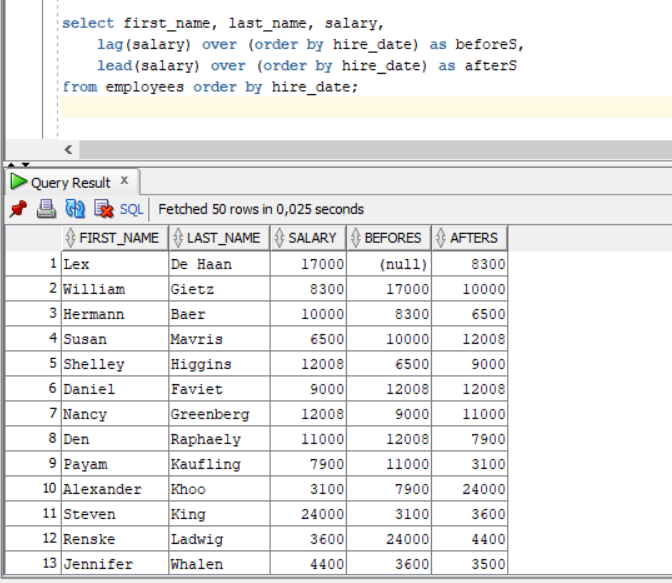 select first_name, last_name, salary,
lag(salary) over (order by hire_date) as beforeS,
lead(salary) over (order by hire_date) as afterS
from employees order by hire_date;
Query Result x
SQL | Fetched 50 rows in 0,025 seconds
FIRST_NAME LAST_NAME SALARY BEFORES AFTERS
1 Lex De Haan 17000 (null) 8300
2 William Gietz 8300 17000 10000
3 Hermann Baer 10000 8300 6500
4 Susan Mavris 6500 10000 12008
5 Shelley Higgins 12008 6500 9000
6 Daniel Faviet 9000 12008 12008
7 Nancy Greenberg 12008 9000 11000
8 Den Raphaely 11000 12008 7900
9 Payam Kaufling 7900 11000 3100
10 Alexander Khoo 3100 7900 24000
11 Steven King 24000 3100 3600
12 Renske Ladwig 3600 24000 4400
13 Jennifer Whalen 4400 3600 3500